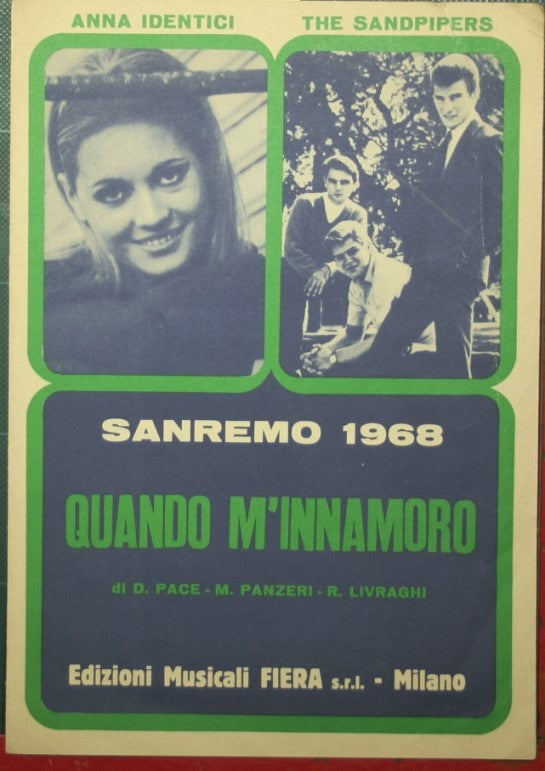 ANNA IDENTICI THE SANDPIPERS
SANREMO 1968
QUANDO M'INNAMORO
di D. PACE - M. PANZERI - R. LIVRAGHI
Edizioni Musicali FIERA s.r.l. - Milano